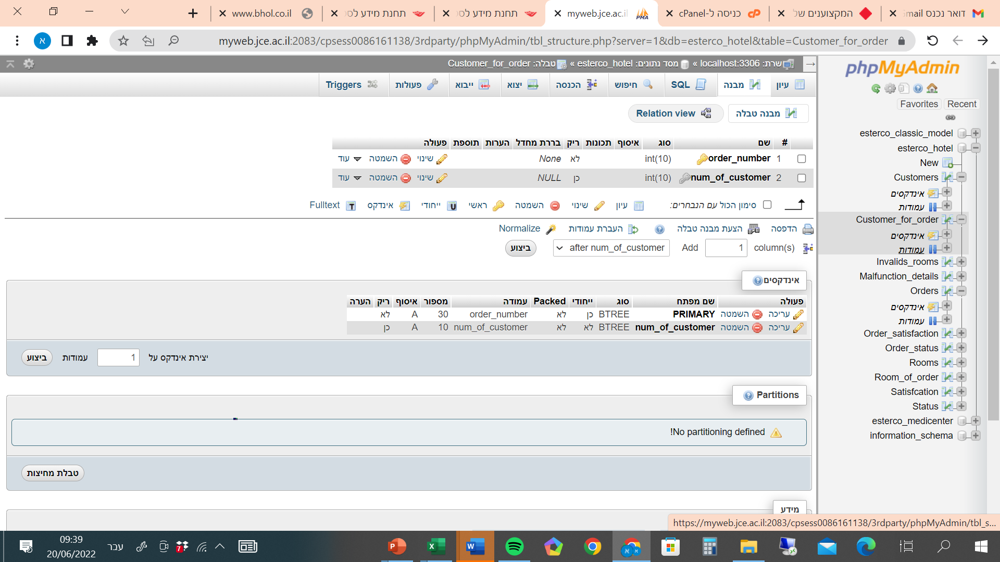 דואר נכנס Gmail
המקצוענים של
כניסה ל-cPanel
myweb.jce.ac.il
תחנת מידע לסט
תחנת מידע לסט
www.bhol.co.il
myweb.jce.ac.il:2083/cpsess0086161138/3rdparty/phpMyAdmin/tbl_structure.php?server=1&db=esterco_hotel&table=Customer_for_order
א
phpMyAdmin
Recent Favorites
esterco_classic_model
esterco_hotel
New
Customers
אינדקסים
עמודות
Customer_for_order
אינדקסים
עמודות
Invalids_rooms
Malfunction_details
Orders
אינדקסים
עמודות
Order_satisfaction
Order_status
Rooms
Room_of_order
Satisfcation
Status
esterco_medicenter
information_schema
שרת: localhost:3306 » מסד נתונים: esterco_hotel » טבלה: Customer_for_order
עיון מבנה SQL חיפוש הכנסה יצוא ייבוא פעולות Triggers
מבנה טבלה Relation view
# שם סוג איסוף תכונות ריק בררת מחדל הערות תוספת פעולה
1 order_number int(10) לא None שינוי השמטה עוד
2 num_of_customer int(10) כן NULL שינוי השמטה עוד
סימון הכול עם הנבחרים: עיון שינוי השמטה ראשי ייחודי אינדקס Fulltext
הדפסה הצעת מבנה טבלה העברת עמודות Normalize
column(s) 1 Add after num_of_customer ביצוע
אינדקסים
פעולה שם מפתח סוג ייחודי Packed עמודה מספור איסוף ריק הערה
עריכה השמטה PRIMARY BTREE כן לא order_number 30 A לא
עריכה השמטה num_of_customer BTREE לא לא num_of_customer 10 A כן
יצירת אינדקס על 1 עמודות ביצוע
Partitions
No partitioning defined!
טבלת מחיצות
מידע
https://myweb.jce.ac.il:2083/cpsess0086161138/3rdparty/phpMyAdmin/tbl_s...
עבר
09:39
20/06/2022